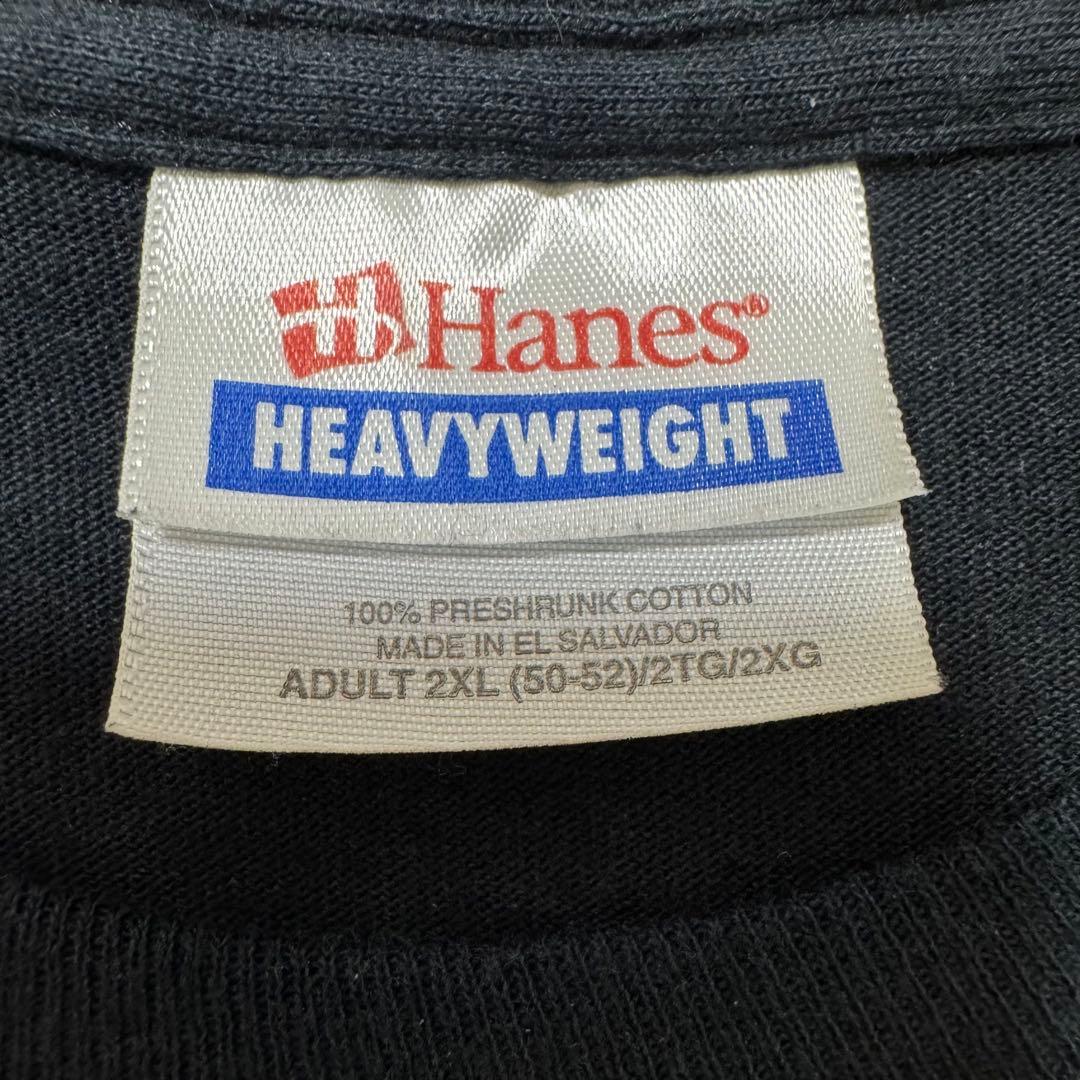 H Hanes®
HEAVYWEIGHT
100% PRESHRUNK COTTON
MADE IN EL SALVADOR
ADULT 2XL (50-52)/2TG/2XG